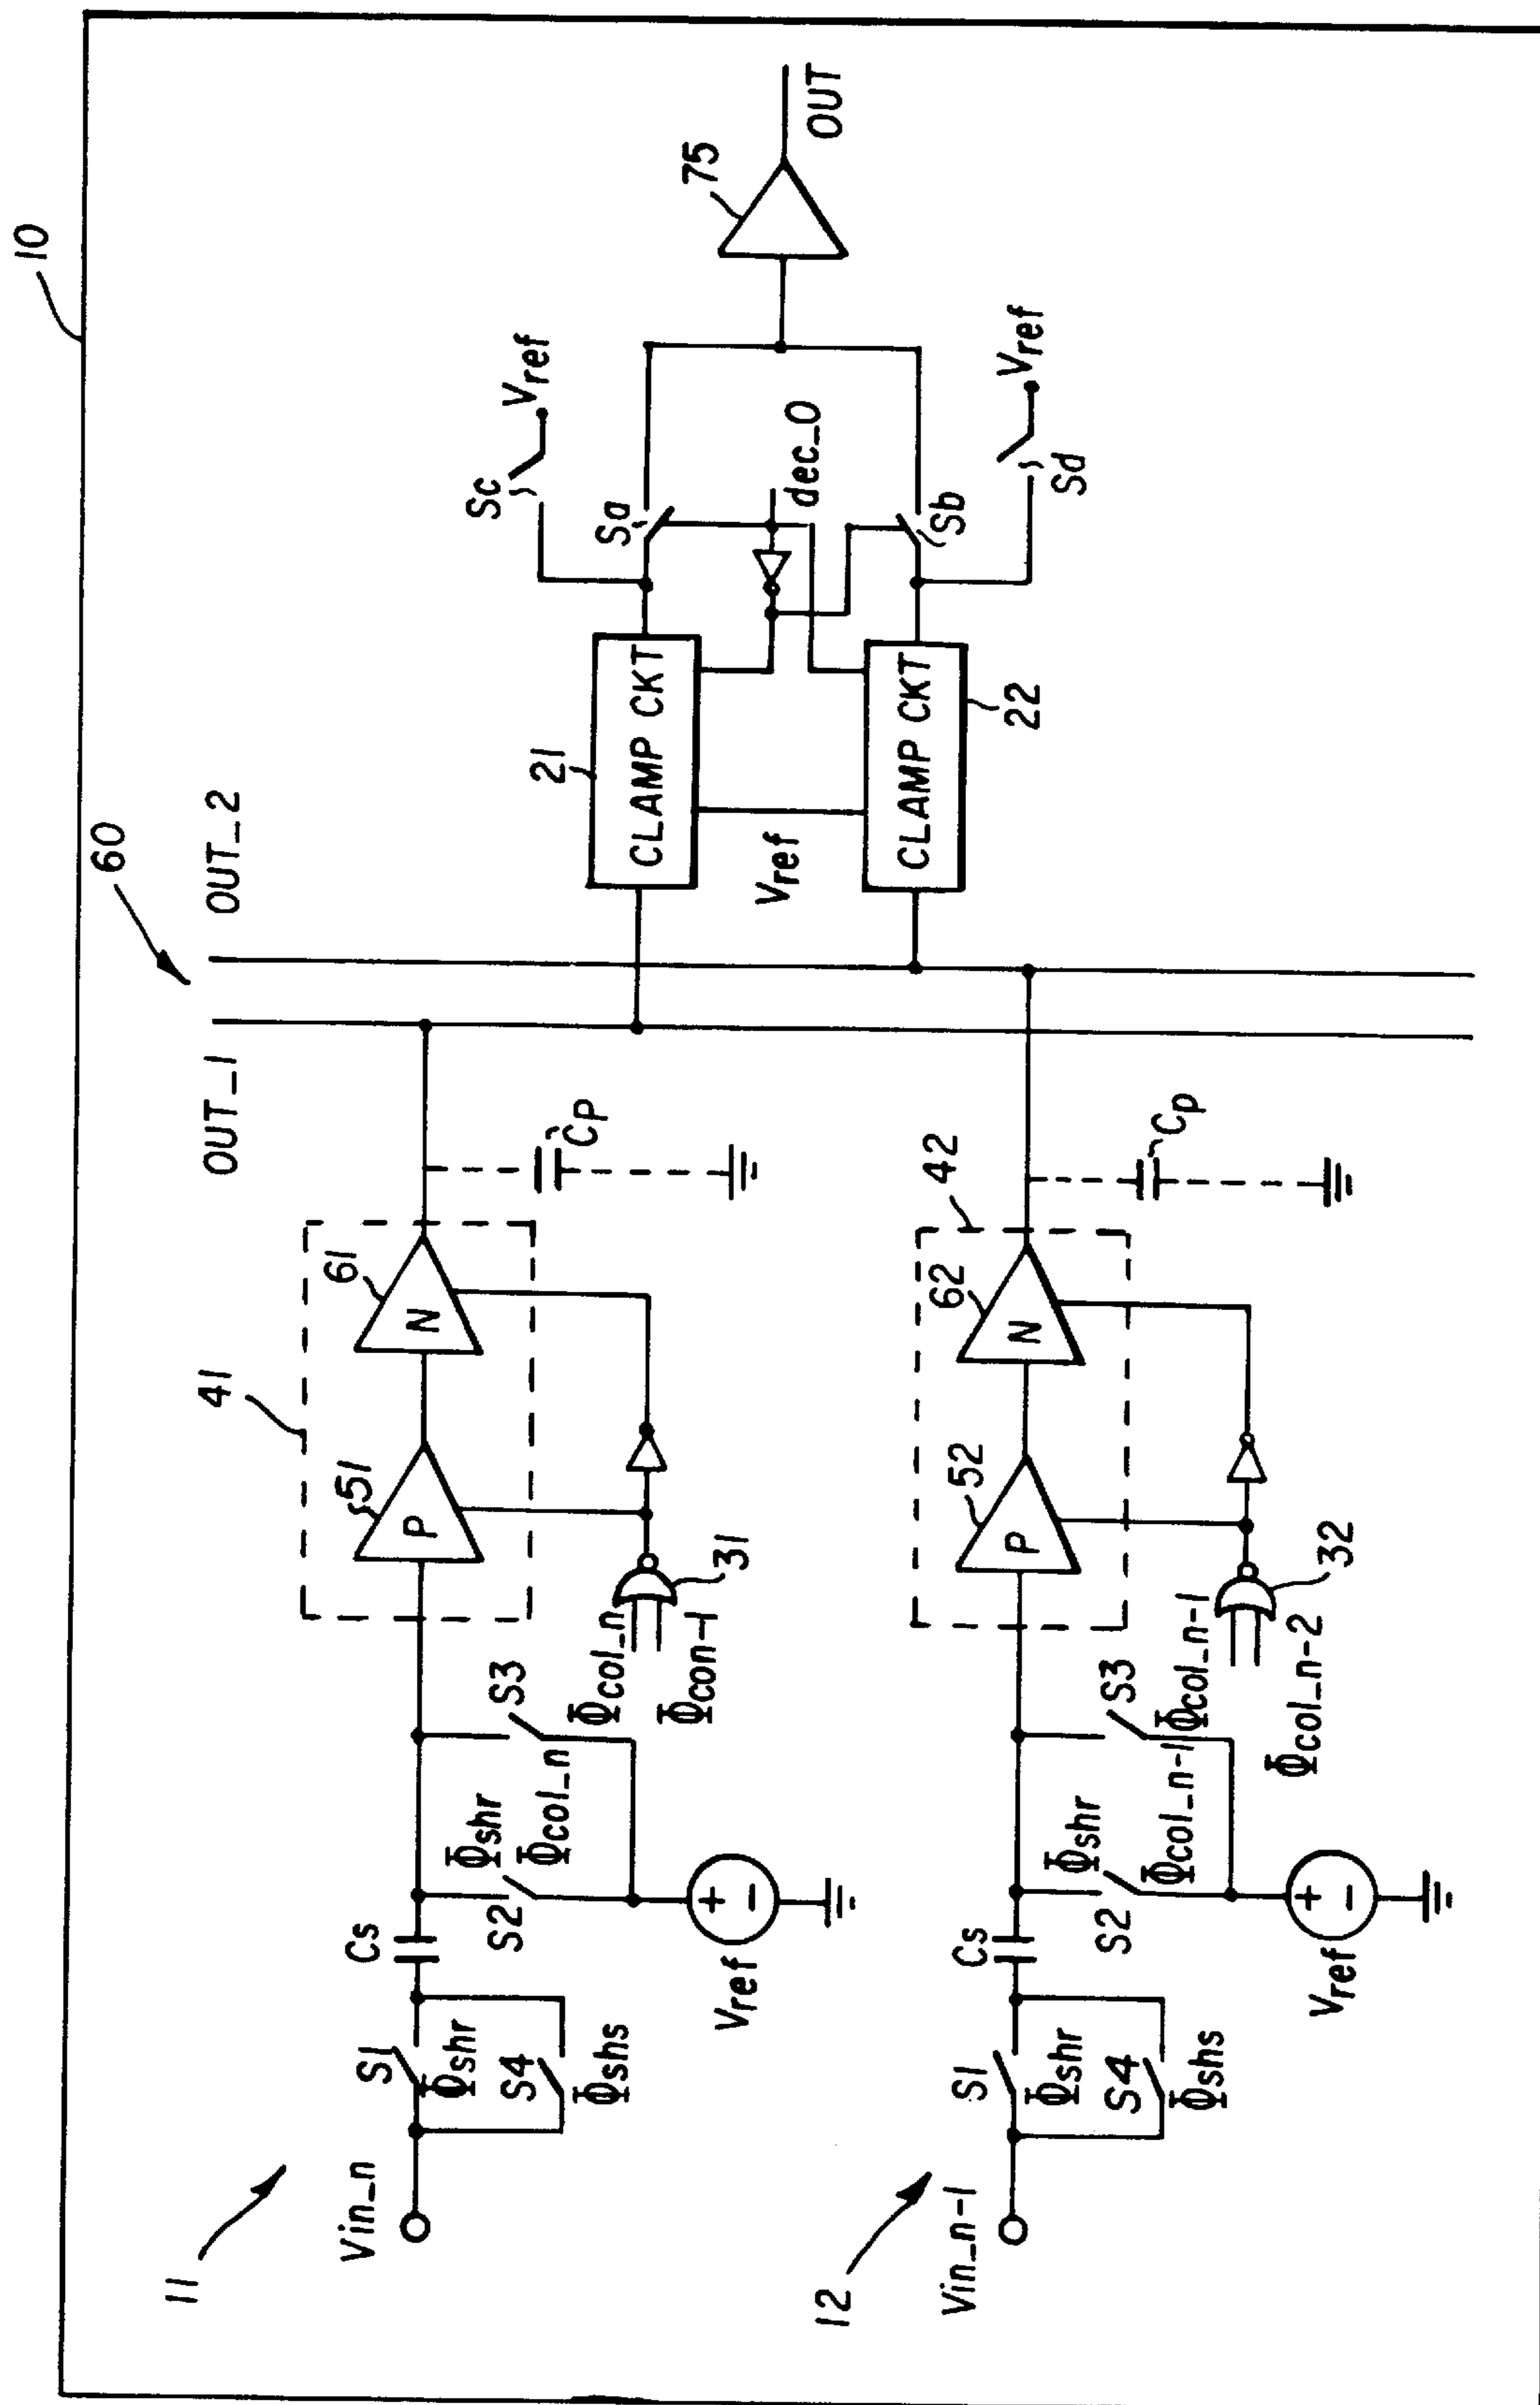 10
60
OUT_1
OUT_2
11
Vin_n
S1
Φshr
S4
Φshs
Cs
S2
Φshr
Φcol_n
S3
Vref
+
−
41
P
51
N
61
Φcol_n
Φcon-1
31
Cp
21
CLAMP CKT
Vref
Sc
Vref
Sa
dec_0
75
OUT
12
Vin_n-1
S1
Φshr
S4
Φshs
Cs
S2
Φshr
Φcol_n-1
S3
Vref
+
−
42
P
52
N
62
Φcol_n-1
Φcol_n-2
32
Cp
CLAMP CKT
22
Sb
Sd
Vref